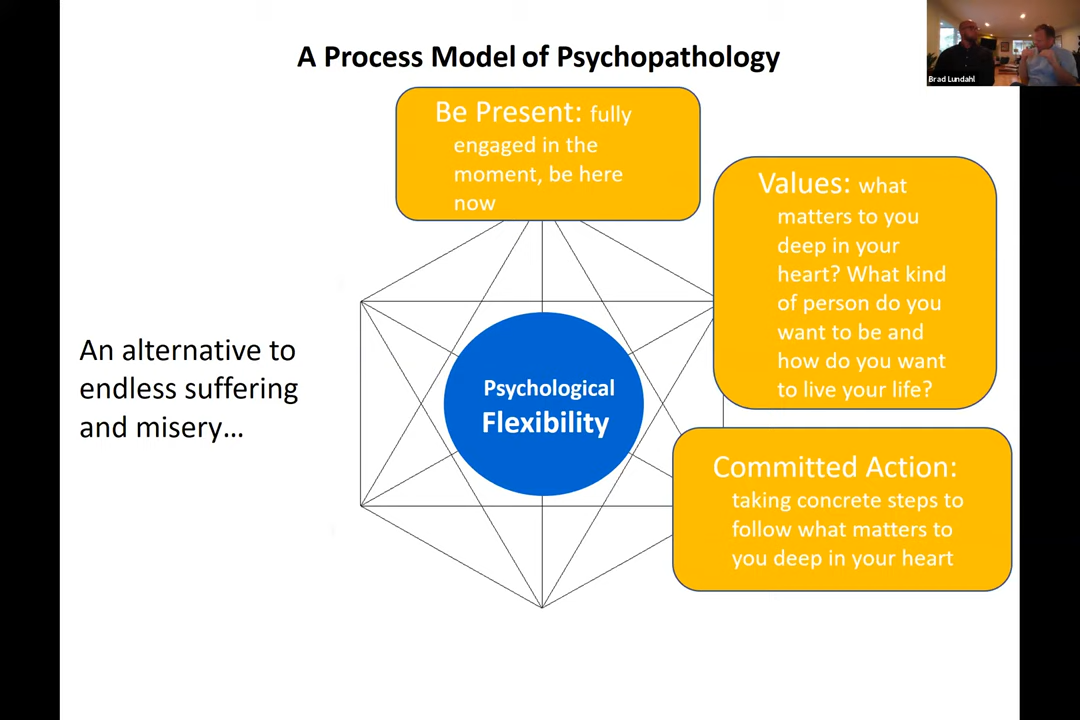 A Process Model of Psychopathology
Brad Lundahl
Be Present: fully
engaged in the
moment, be here
now
Values: what
matters to you
deep in your
heart? What kind
of person do you
want to be and
how do you want
to live your life?
An alternative to
endless suffering
and misery…
Psychological
Flexibility
Committed Action:
taking concrete steps to
follow what matters to
you deep in your heart